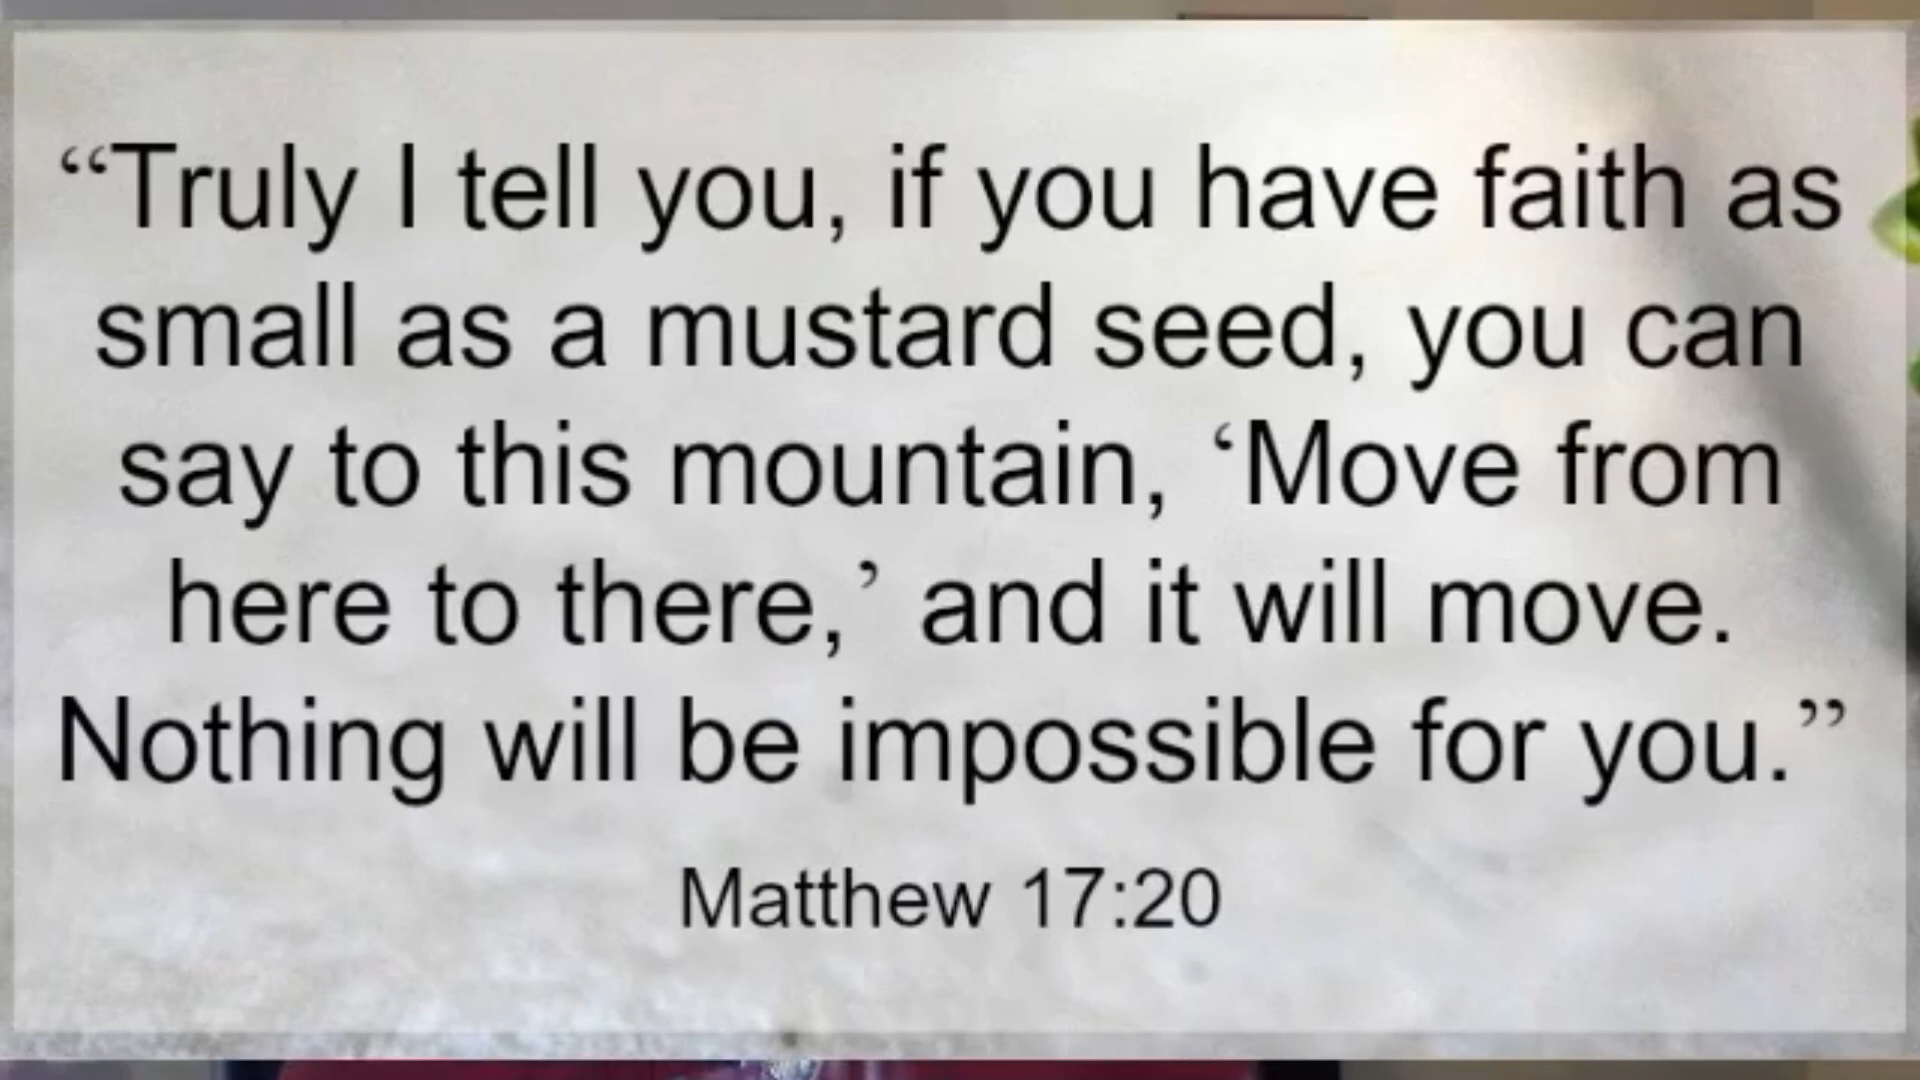 “Truly I tell you, if you have faith as
small as a mustard seed, you can
say to this mountain, ‘Move from
here to there,’ and it will move.
Nothing will be impossible for you.”
Matthew 17:20